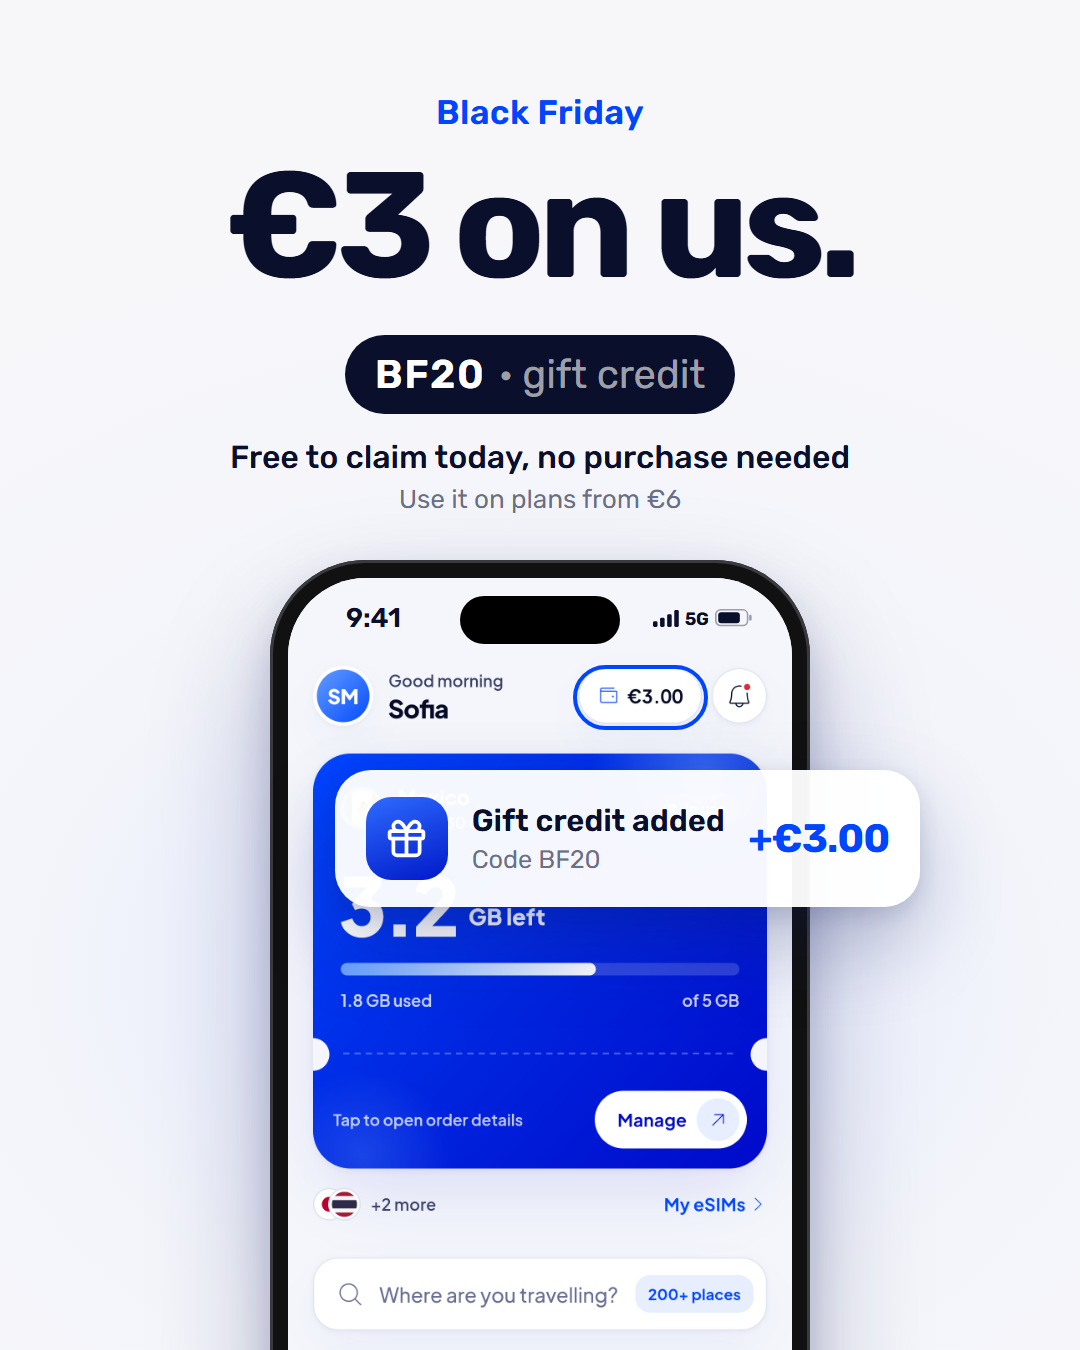 Black Friday
€3 on us.
BF20 • gift credit
Free to claim today, no purchase needed
Use it on plans from €6
9:41
5G
SM
Good morning
Sofia
€3.00
Gift credit added
Code BF20
+€3.00
3.2 GB left
1.8 GB used
of 5 GB
Tap to open order details
Manage
+2 more
My eSIMs
Where are you travelling?
200+ places